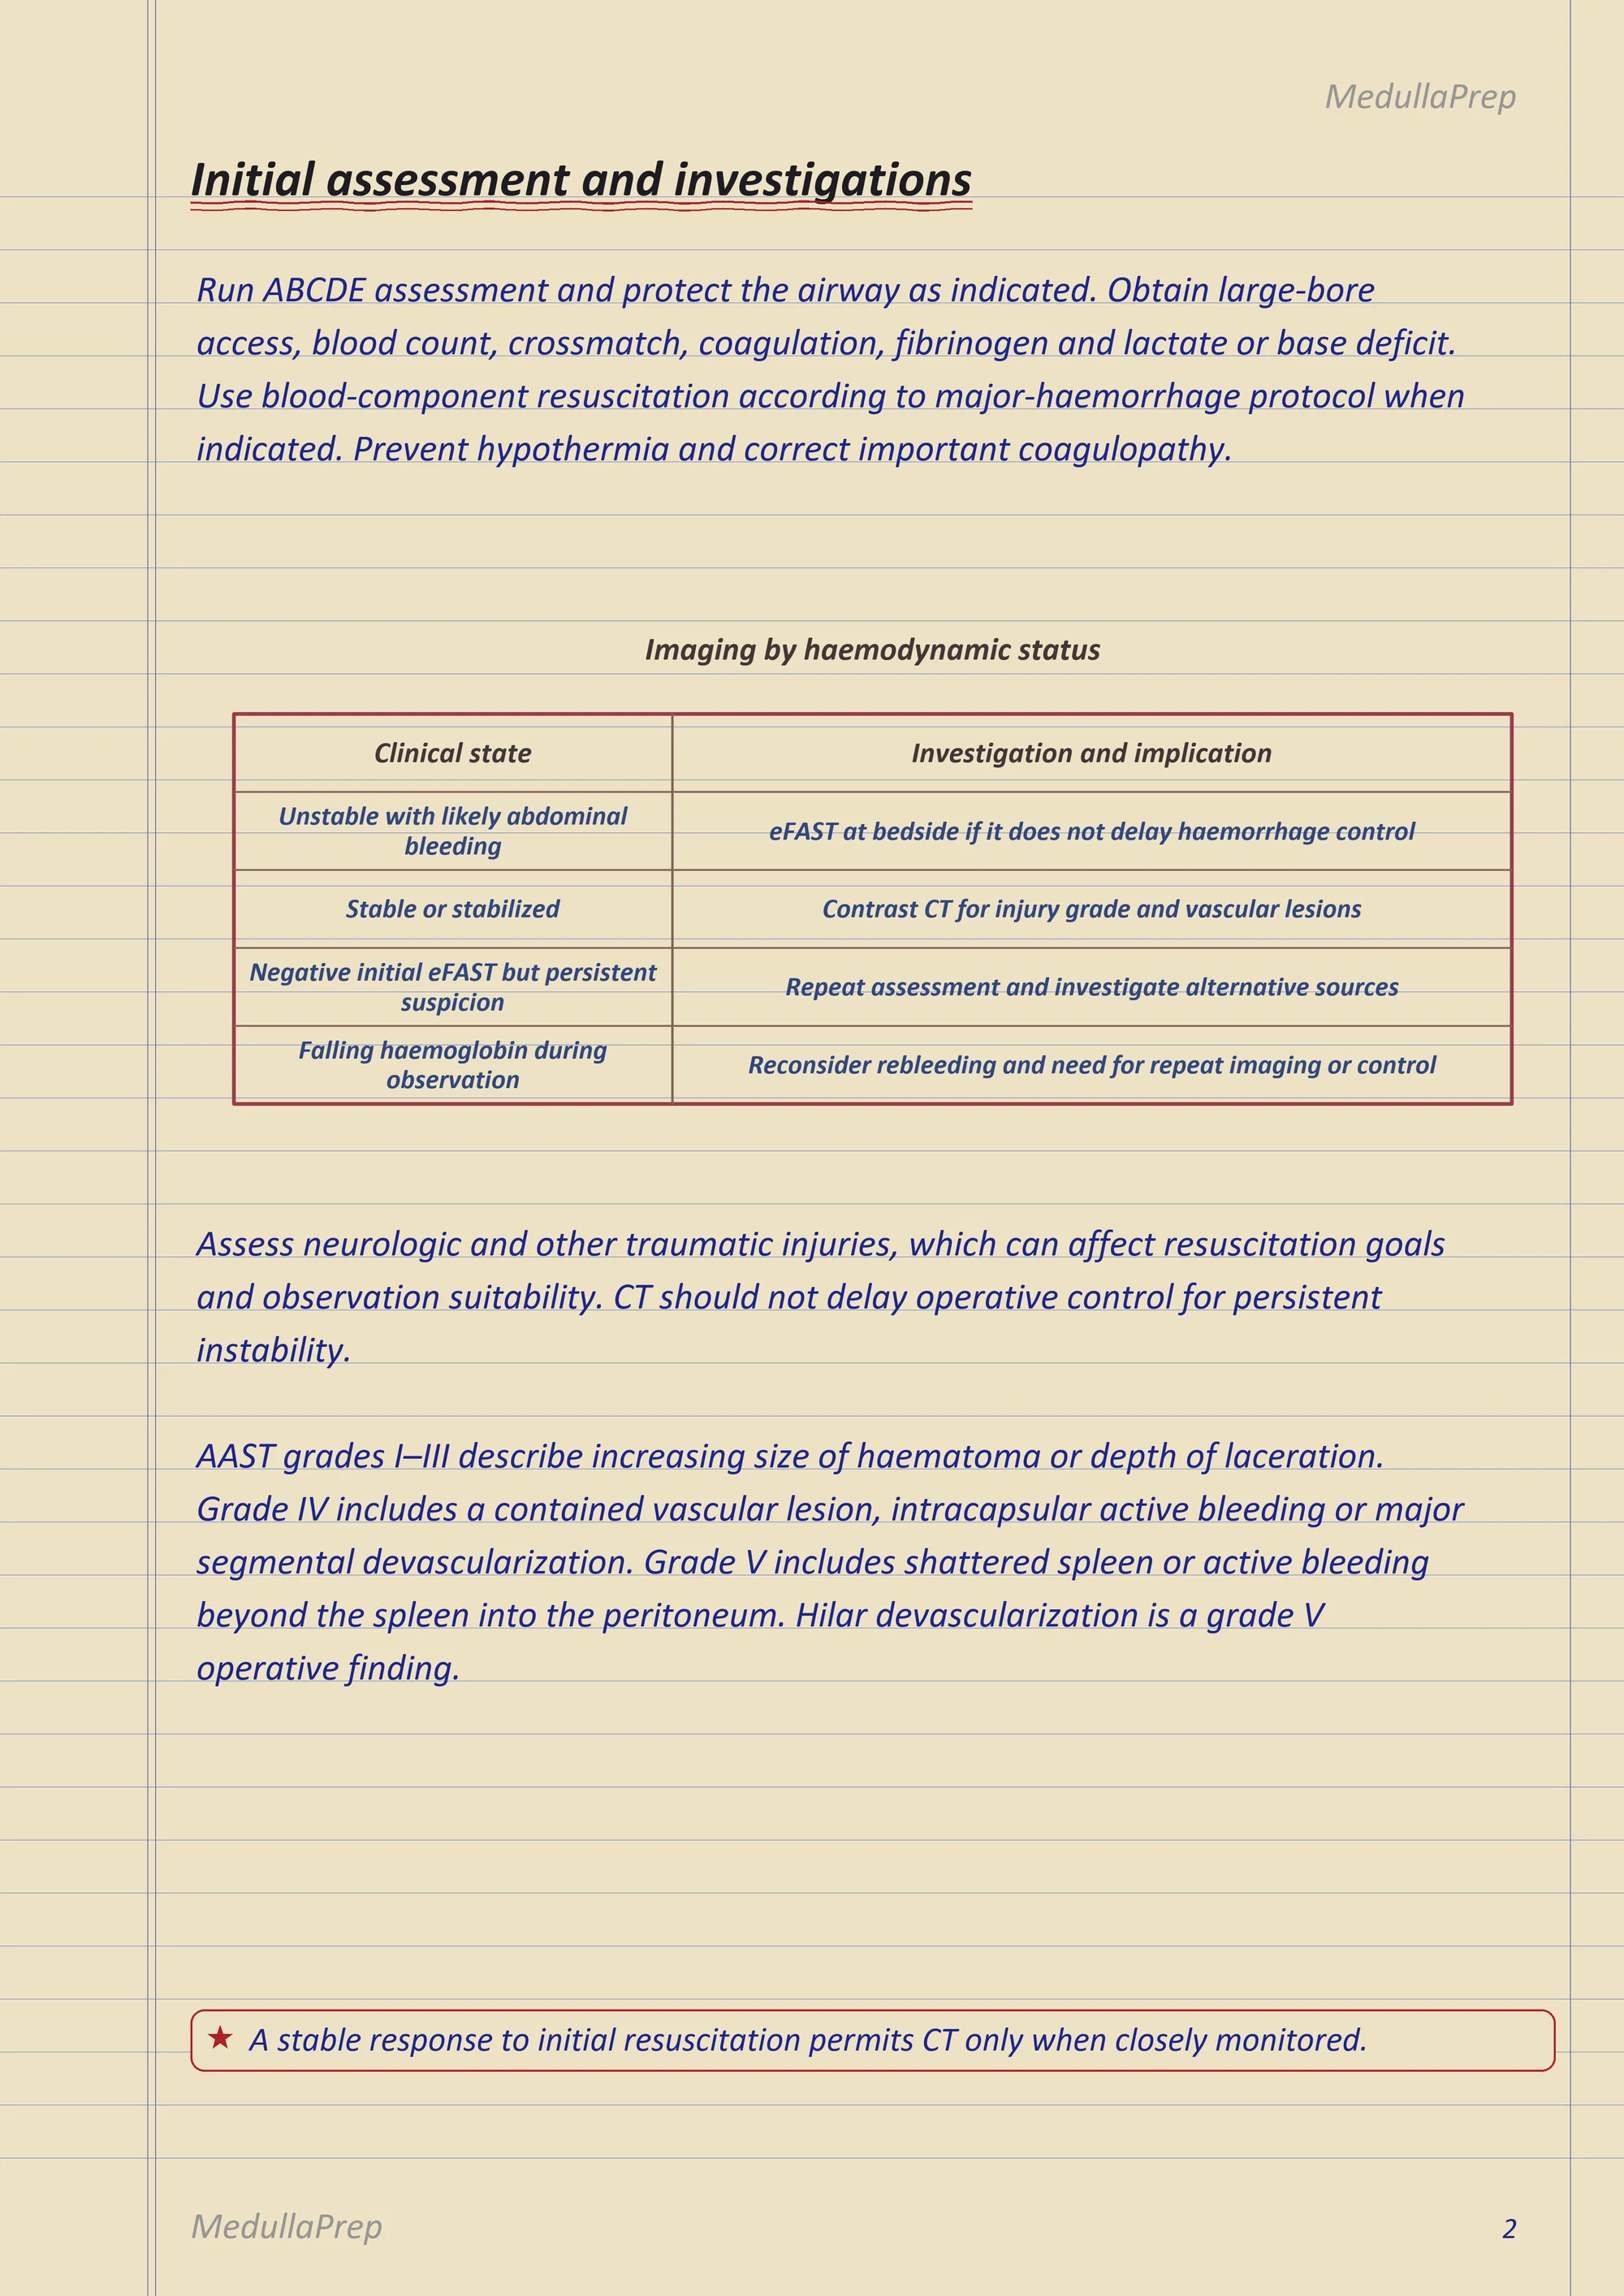 MedullaPrep
Initial assessment and investigations
Run ABCDE assessment and protect the airway as indicated. Obtain large-bore
access, blood count, crossmatch, coagulation, fibrinogen and lactate or base deficit.
Use blood-component resuscitation according to major-haemorrhage protocol when
indicated. Prevent hypothermia and correct important coagulopathy.
Imaging by haemodynamic status
Clinical state
Investigation and implication
Unstable with likely abdominal
bleeding
eFAST at bedside if it does not delay haemorrhage control
Stable or stabilized
Contrast CT for injury grade and vascular lesions
Negative initial eFAST but persistent
suspicion
Repeat assessment and investigate alternative sources
Falling haemoglobin during
observation
Reconsider rebleeding and need for repeat imaging or control
Assess neurologic and other traumatic injuries, which can affect resuscitation goals
and observation suitability. CT should not delay operative control for persistent
instability.
AAST grades I–III describe increasing size of haematoma or depth of laceration.
Grade IV includes a contained vascular lesion, intracapsular active bleeding or major
segmental devascularization. Grade V includes shattered spleen or active bleeding
beyond the spleen into the peritoneum. Hilar devascularization is a grade V
operative finding.
★ A stable response to initial resuscitation permits CT only when closely monitored.
MedullaPrep
2